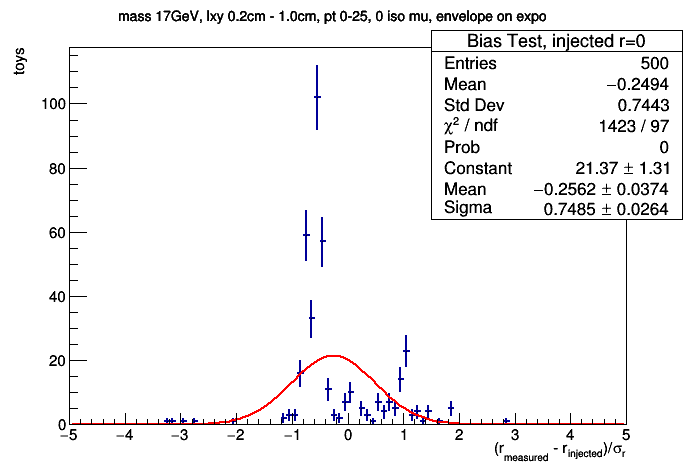 mass 17GeV, lxy 0.2cm - 1.0cm, pt 0-25, 0 iso mu, envelope on expo
Bias Test, injected r=0
Entries 500
Mean −0.2494
Std Dev 0.7443
χ² / ndf 1423 / 97
Prob 0
Constant 21.37 ± 1.31
Mean −0.2562 ± 0.0374
Sigma 0.7485 ± 0.0264
toys
100
80
60
40
20
0
−5 −4 −3 −2 −1 0 1 2 3 4 5
(r_measured - r_injected)/σ_r